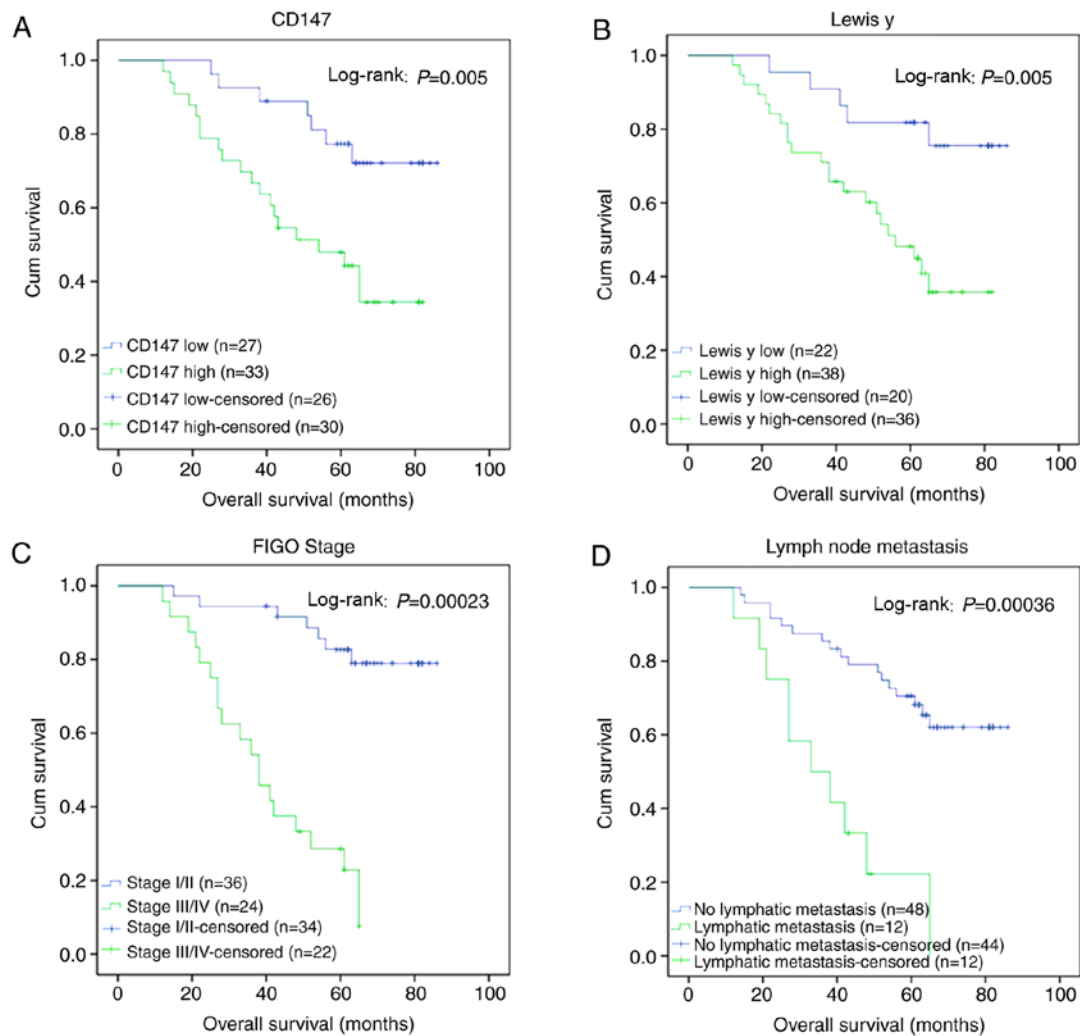 A
CD147
Log-rank: P=0.005
Cum survival
1.0
0.8
0.6
0.4
0.2
0.0
CD147 low (n=27)
CD147 high (n=33)
CD147 low-censored (n=26)
CD147 high-censored (n=30)
0 20 40 60 80 100
Overall survival (months)
B
Lewis y
Log-rank: P=0.005
Cum survival
1.0
0.8
0.6
0.4
0.2
0.0
Lewis y low (n=22)
Lewis y high (n=38)
Lewis y low-censored (n=20)
Lewis y high-censored (n=36)
0 20 40 60 80 100
Overall survival (months)
C
FIGO Stage
Log-rank: P=0.00023
Cum survival
1.0
0.8
0.6
0.4
0.2
0.0
Stage I/II (n=36)
Stage III/IV (n=24)
Stage I/II-censored (n=34)
Stage III/IV-censored (n=22)
0 20 40 60 80 100
Overall survival (months)
D
Lymph node metastasis
Log-rank: P=0.00036
Cum survival
1.0
0.8
0.6
0.4
0.2
0.0
No lymphatic metastasis (n=48)
Lymphatic metastasis (n=12)
No lymphatic metastasis-censored (n=44)
Lymphatic metastasis-censored (n=12)
0 20 40 60 80 100
Overall survival (months)